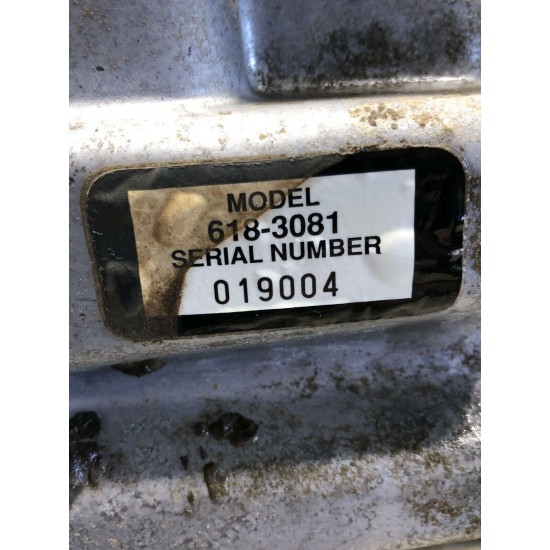 MODEL
618-3081
SERIAL NUMBER
019004